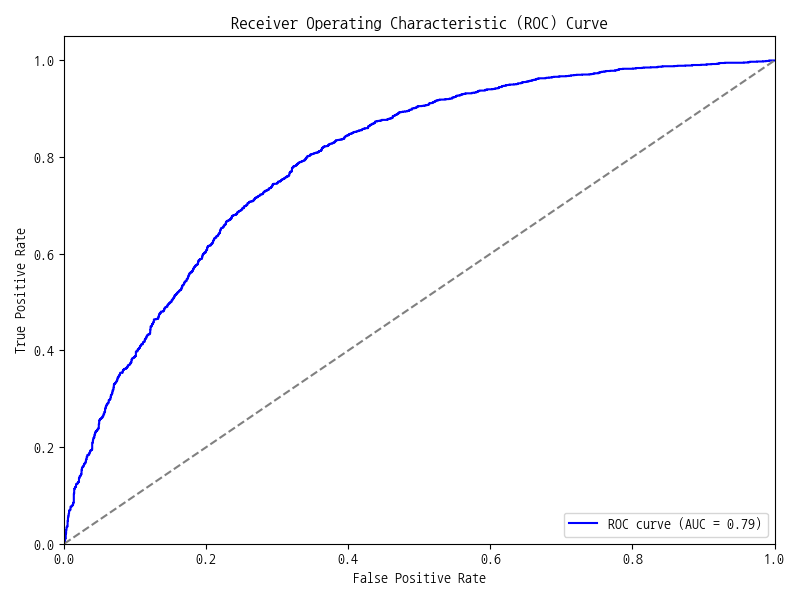 Receiver Operating Characteristic (ROC) Curve
True Positive Rate
1.0
0.8
0.6
0.4
0.2
0.0
0.0 0.2 0.4 0.6 0.8 1.0
False Positive Rate
ROC curve (AUC = 0.79)